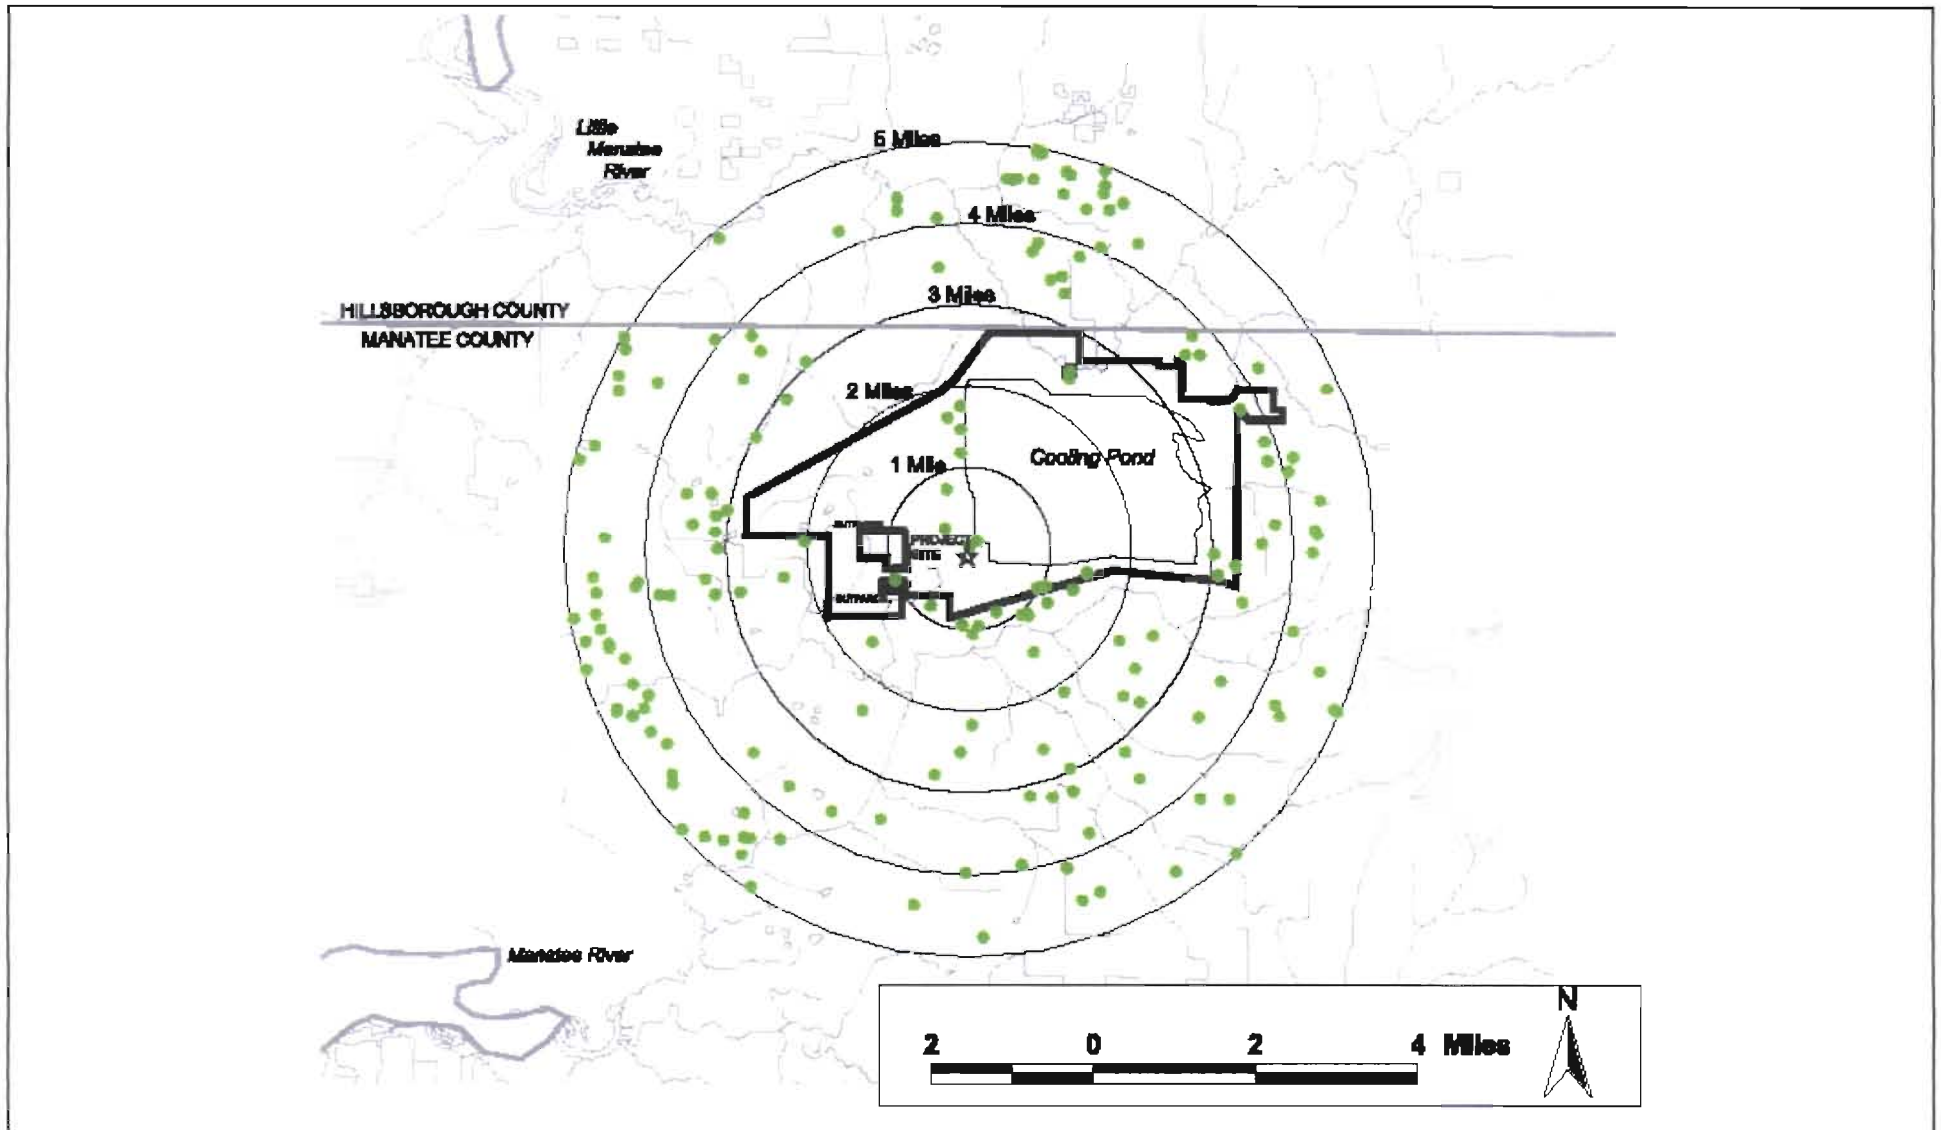 Little
Manatee
River
5 Miles
4 Miles
HILLSBOROUGH COUNTY
3 Miles
MANATEE COUNTY
2 Miles
1 Mile
Cooling Pond
PROJECT
SITE
Manatee River
N
2 0 2 4 Miles